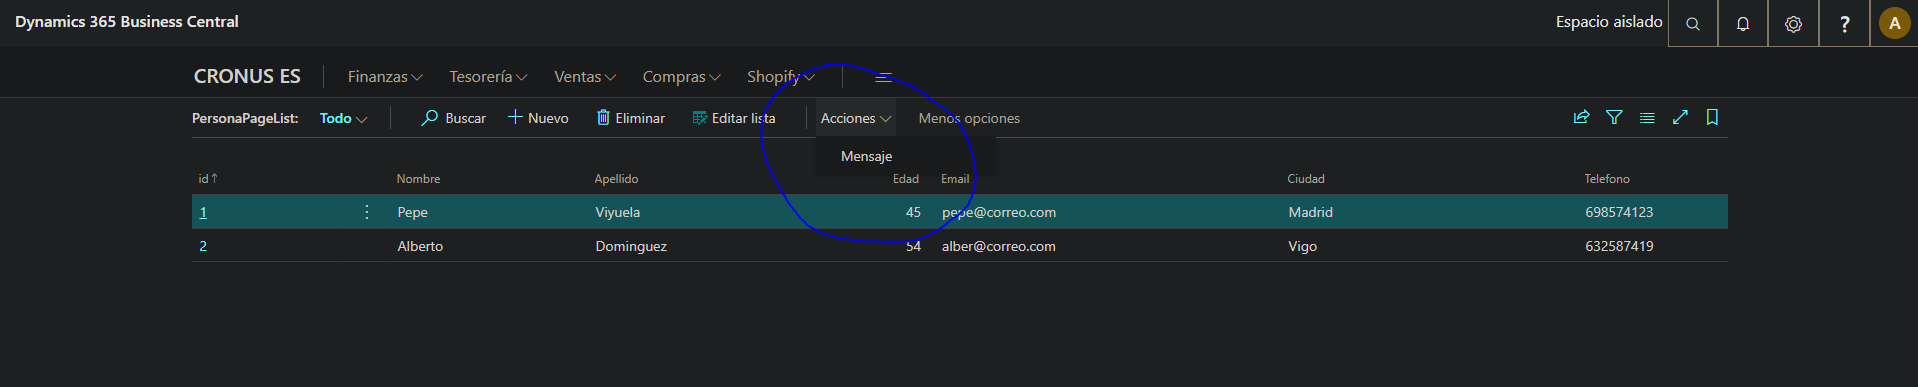 Dynamics 365 Business Central Espacio aislado ? A
CRONUS ES Finanzas Tesorería Ventas Compras Shopify
PersonaPageList: Todo Buscar Nuevo Eliminar Editar lista Acciones Menos opciones
Mensaje
id Nombre Apellido Edad Email Ciudad Telefono
1 Pepe Viyuela 45 pepe@correo.com Madrid 698574123
2 Alberto Dominguez 54 alber@correo.com Vigo 632587419